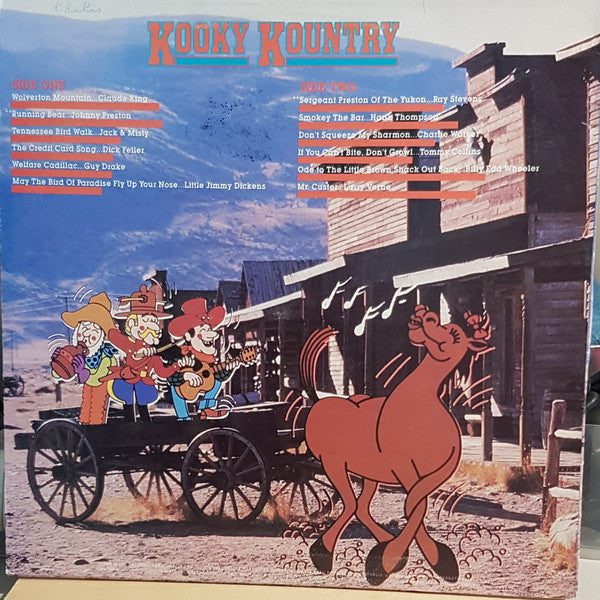 KOOKY KOUNTRY
SIDE ONE
Wolverton Mountain...Claude King
Running Bear...Johnny Preston
Tennessee Bird Walk...Jack & Misty
The Credit Card Song...Dick Feller
Welfare Cadillac...Guy Drake
May The Bird Of Paradise Fly Up Your Nose...Little Jimmy Dickens
SIDE TWO
Sergeant Preston Of The Yukon...Ray Stevens
Smokey The Bar...Hank Thompson
Don't Squeeze My Sharmon...Charlie Walker
If You Can't Bite, Don't Growl...Tommy Collins
Ode to The Little Brown Shack Out Back...Billy Edd Wheeler
Mr. Custer...Larry Verne